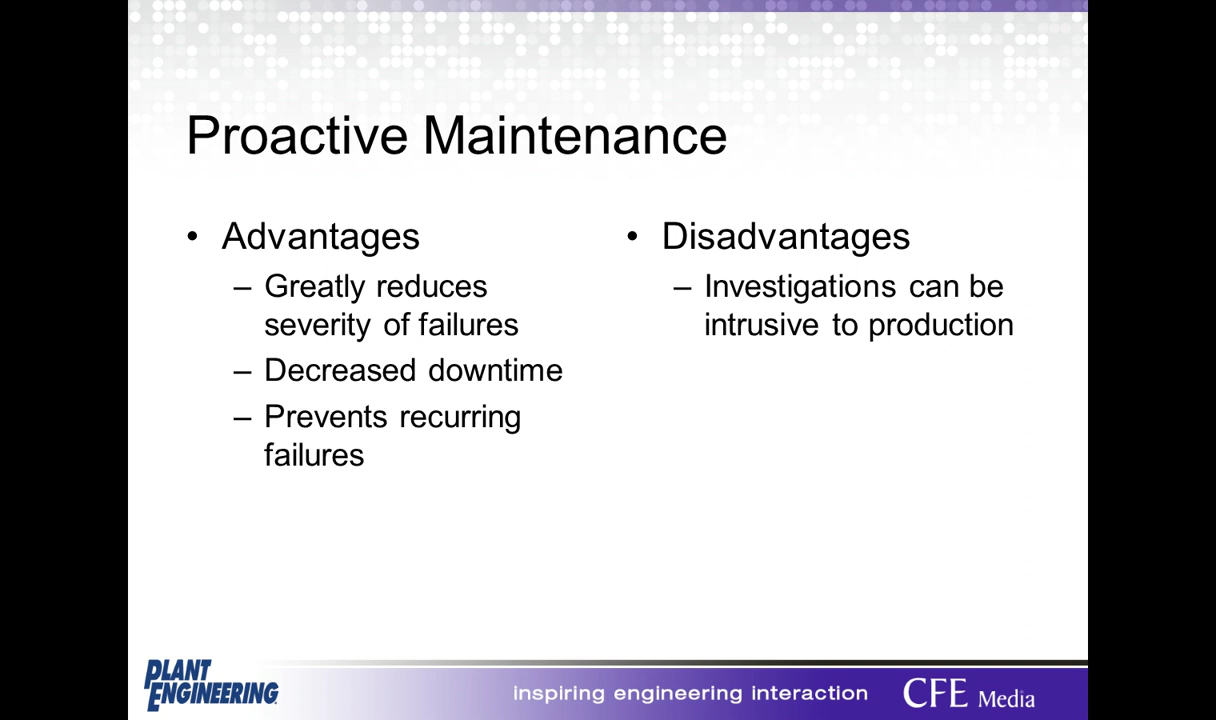 Proactive Maintenance
• Advantages
– Greatly reduces
severity of failures
– Decreased downtime
– Prevents recurring
failures
• Disadvantages
– Investigations can be
intrusive to production
PLANT
ENGINEERING
inspiring engineering interaction
CFE Media